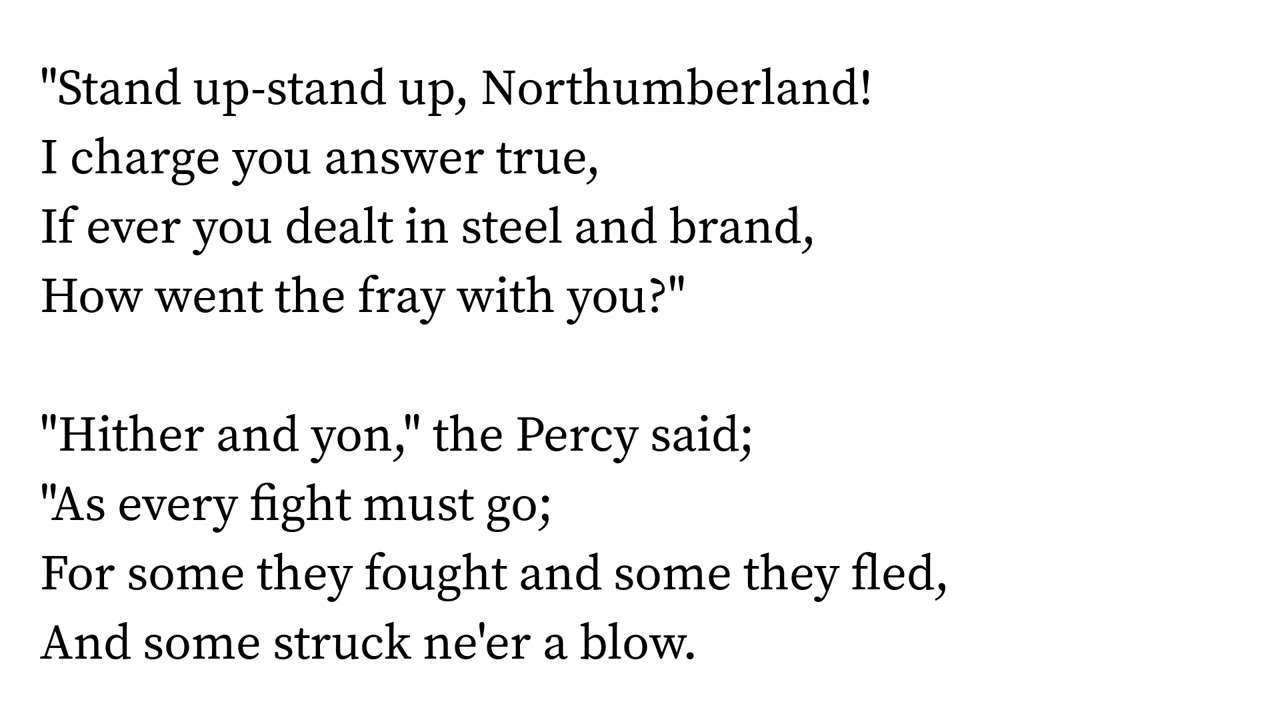 "Stand up-stand up, Northumberland!
I charge you answer true,
If ever you dealt in steel and brand,
How went the fray with you?"

"Hither and yon," the Percy said;
"As every fight must go;
For some they fought and some they fled,
And some struck ne'er a blow.